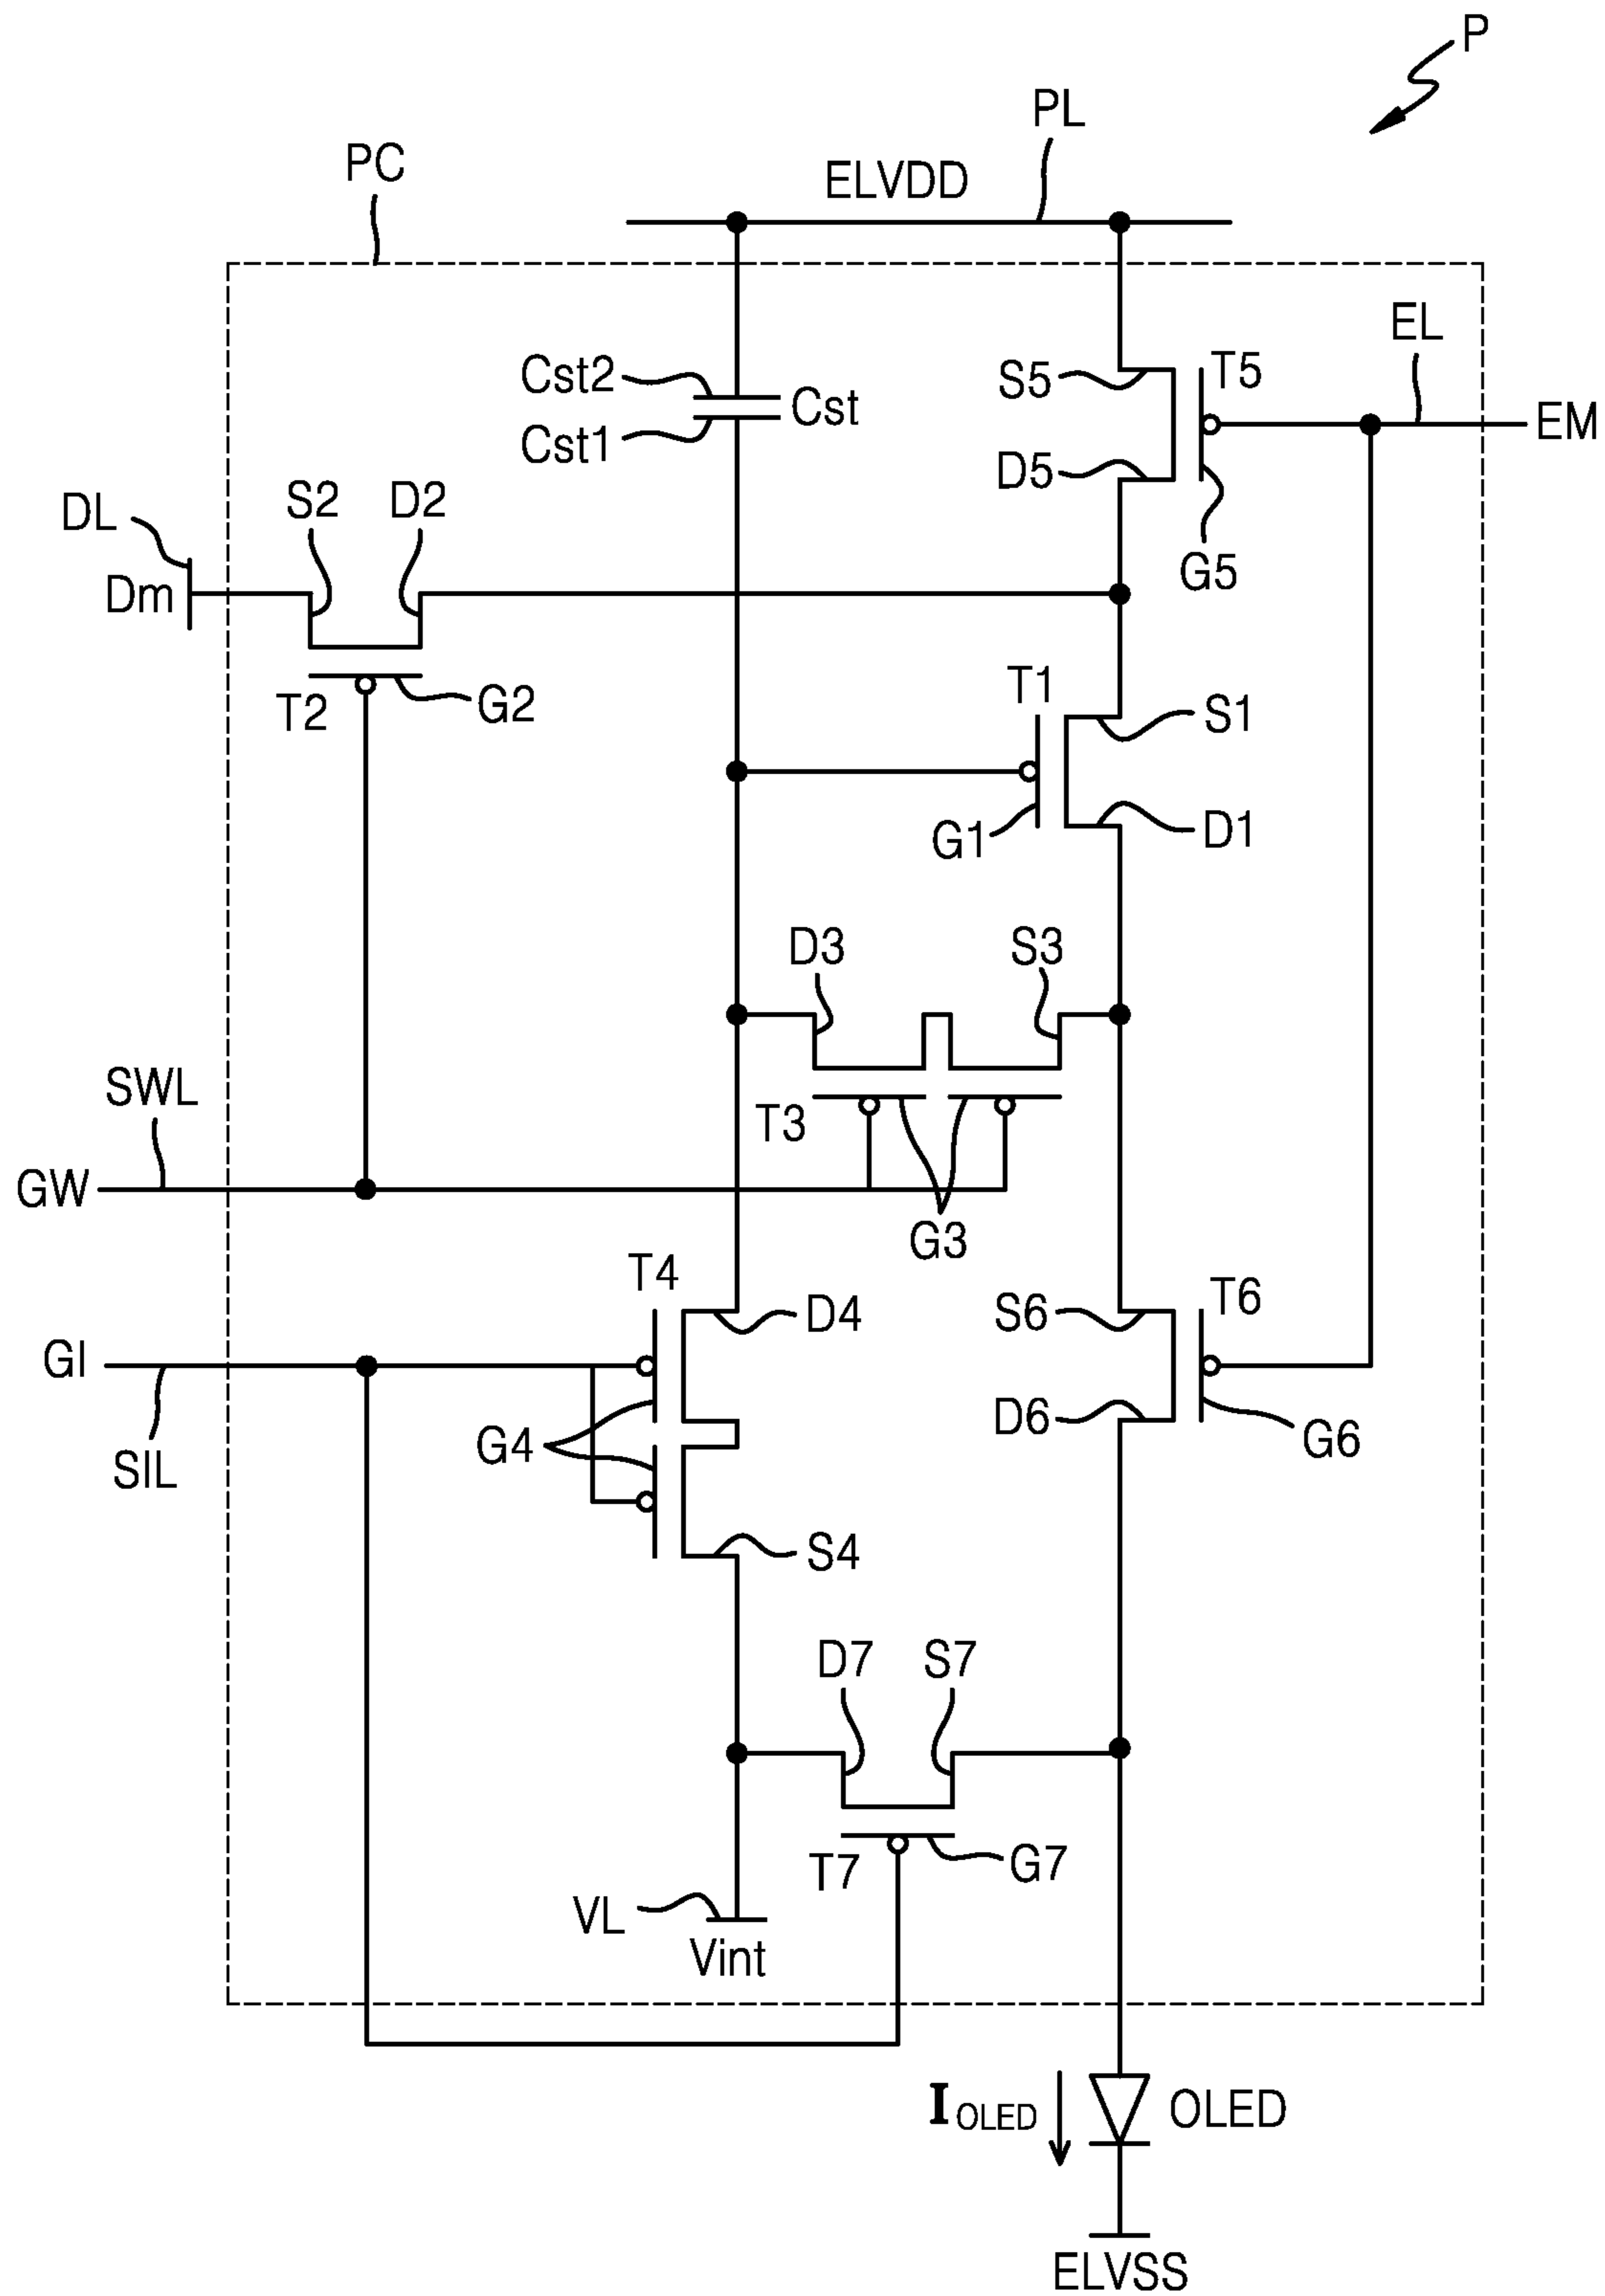 P
PL
PC
ELVDD
EL
Cst2
Cst
Cst1
S5
T5
EM
D5
G5
DL
S2
D2
Dm
T1
T2
G2
S1
G1
D1
D3
S3
SWL
T3
GW
G3
T4
D4
S6
T6
GI
G4
D6
G6
SIL
S4
D7
S7
T7
G7
VL
Vint
IOLED
OLED
ELVSS